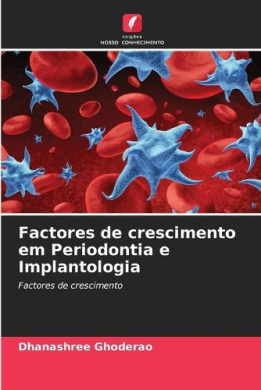 edições
NOSSO CONHECIMENTO
Factores de crescimento
em Periodontia e
Implantologia
Factores de crescimento
Dhanashree Ghoderao